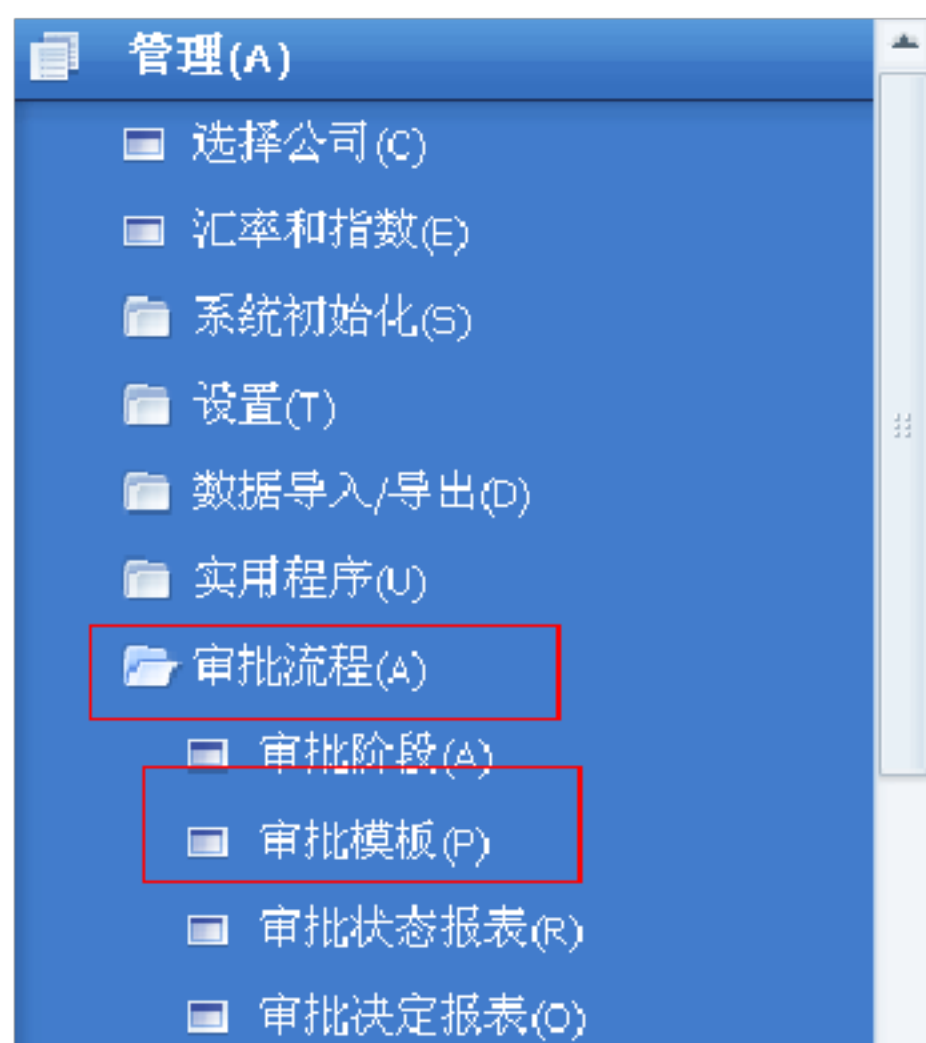 管理(A)
选择公司(C)
汇率和指数(E)
系统初始化(S)
设置(T)
数据导入/导出(D)
实用程序(U)
审批流程(A)
审批阶段(A)
审批模板(P)
审批状态报表(R)
审批决定报表(O)